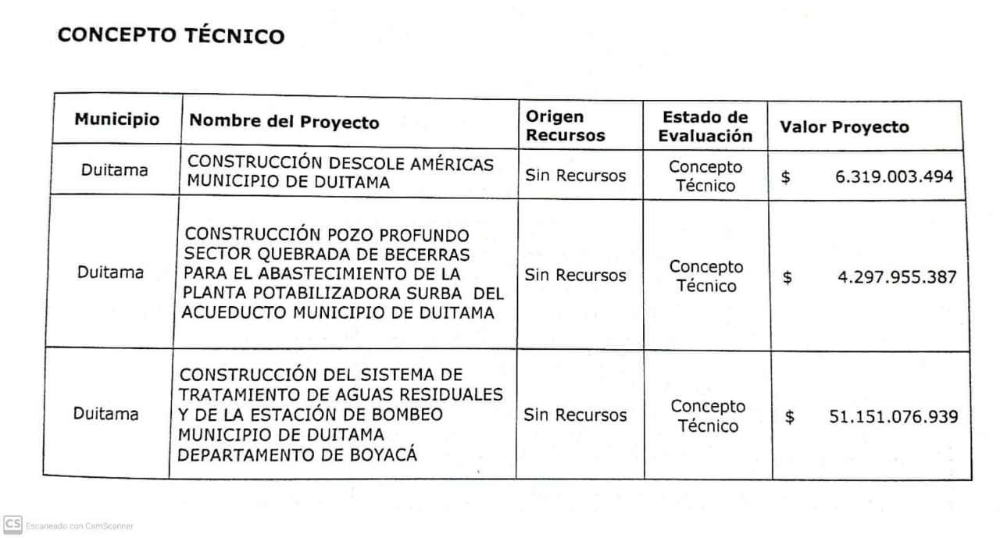 CONCEPTO TÉCNICO
Municipio
Nombre del Proyecto
Origen
Recursos
Estado de
Evaluación
Valor Proyecto
Duitama
CONSTRUCCIÓN DESCOLE AMÉRICAS
MUNICIPIO DE DUITAMA
Sin Recursos
Concepto
Técnico
$ 6.319.003.494
Duitama
CONSTRUCCIÓN POZO PROFUNDO
SECTOR QUEBRADA DE BECERRAS
PARA EL ABASTECIMIENTO DE LA
PLANTA POTABILIZADORA SURBA DEL
ACUEDUCTO MUNICIPIO DE DUITAMA
Sin Recursos
Concepto
Técnico
$ 4.297.955.387
Duitama
CONSTRUCCIÓN DEL SISTEMA DE
TRATAMIENTO DE AGUAS RESIDUALES
Y DE LA ESTACIÓN DE BOMBEO
MUNICIPIO DE DUITAMA
DEPARTAMENTO DE BOYACÁ
Sin Recursos
Concepto
Técnico
$ 51.151.076.939
CS Escaneado con CamScanner